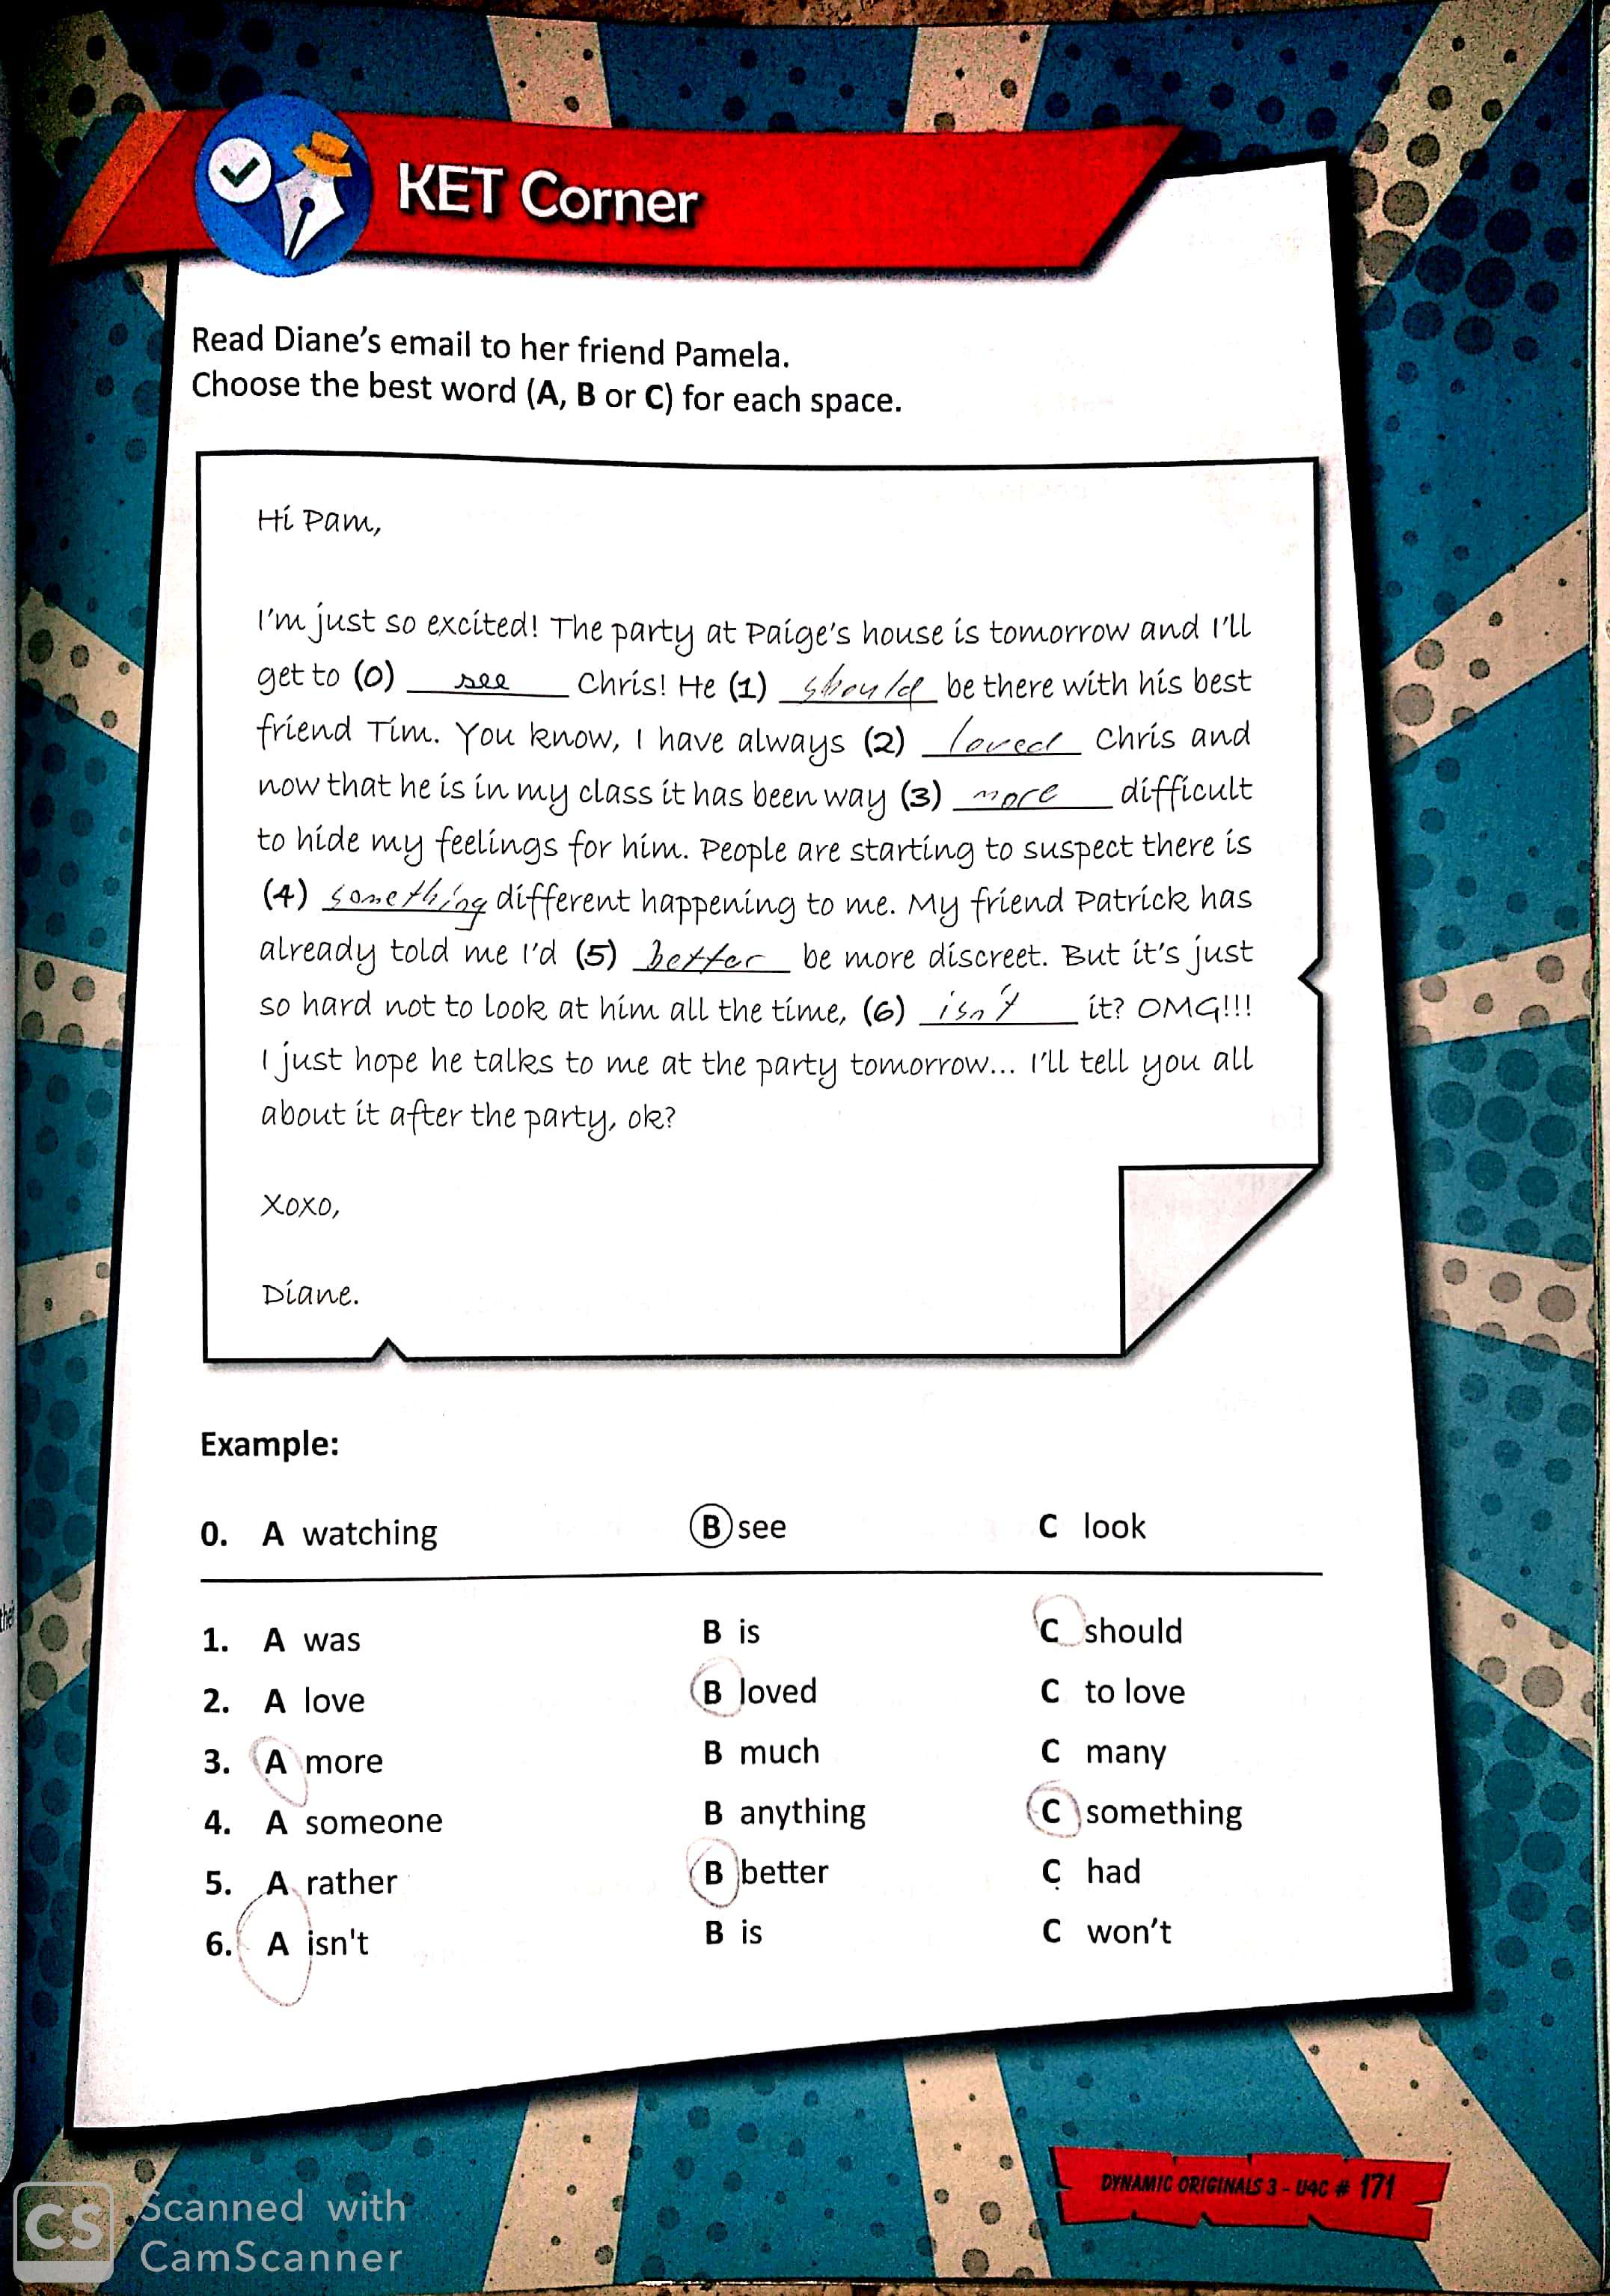 KET Corner
Read Diane's email to her friend Pamela.
Choose the best word (A, B or C) for each space.
Hi Pam,
I'm just so excited! The party at Paige's house is tomorrow and I'll
get to (0) see Chris! He (1) should be there with his best
friend Tim. You know, I have always (2) loved Chris and
now that he is in my class it has been way (3) more difficult
to hide my feelings for him. People are starting to suspect there is
(4) something different happening to me. My friend Patrick has
already told me I'd (5) better be more discreet. But it's just
so hard not to look at him all the time, (6) isn't it? OMG!!!
I just hope he talks to me at the party tomorrow... I'll tell you all
about it after the party, ok?
Xoxo,
Diane.
Example:
0. A watching B see C look
1. A was B is C should
2. A love B loved C to love
3. A more B much C many
4. A someone B anything C something
5. A rather B better C had
6. A isn't B is C won't
DYNAMIC ORIGINALS 3 - U4C # 171
CS Scanned with
CamScanner